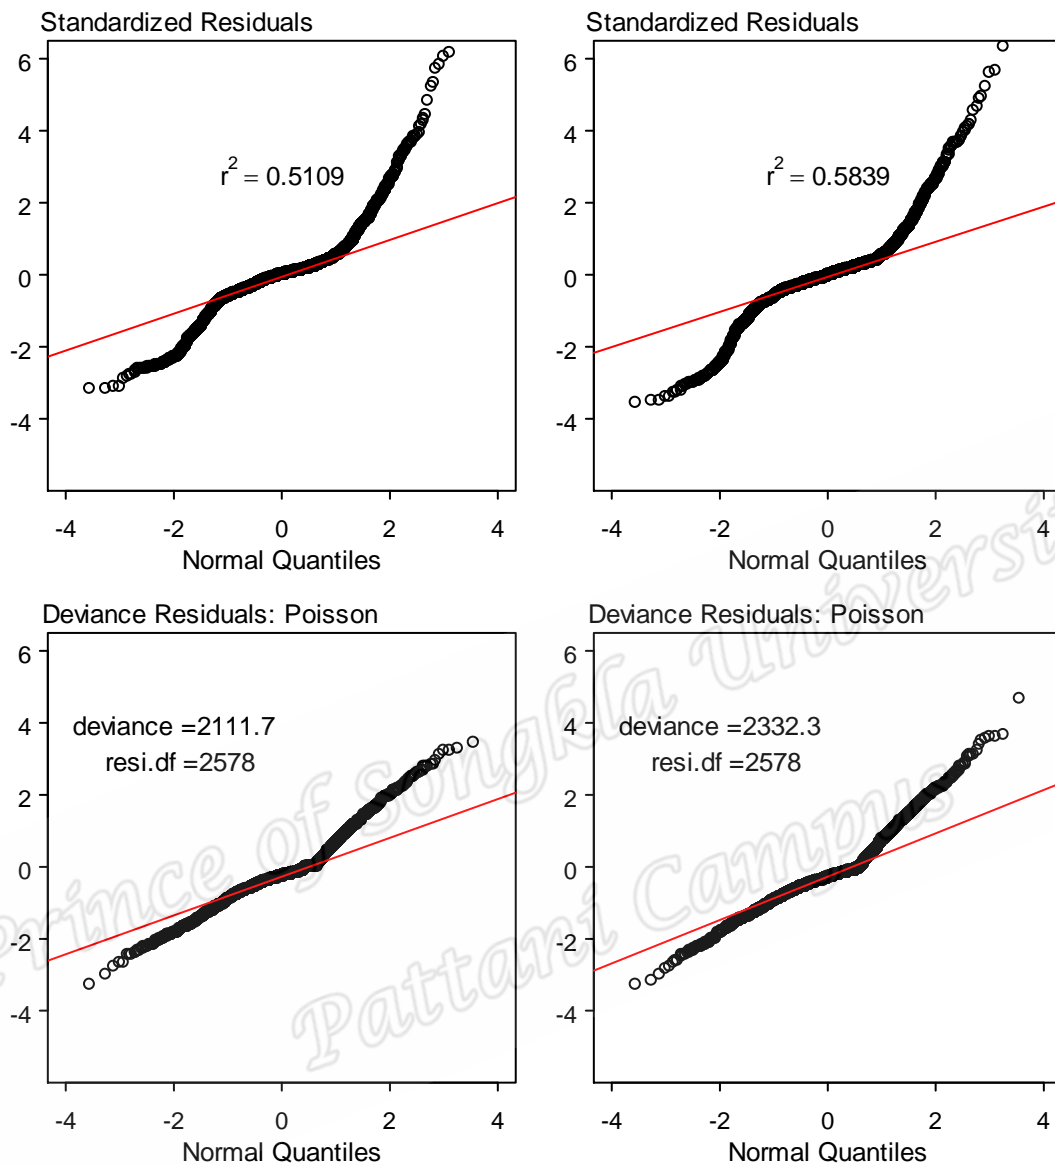 Standardized Residuals
6
4
2
0
-2
-4
r² = 0.5109
-4 -2 0 2 4
Normal Quantiles
Standardized Residuals
6
4
2
0
-2
-4
r² = 0.5839
-4 -2 0 2 4
Normal Quantiles
Deviance Residuals: Poisson
6
4
2
0
-2
-4
deviance =2111.7
resi.df =2578
-4 -2 0 2 4
Normal Quantiles
Deviance Residuals: Poisson
6
4
2
0
-2
-4
deviance =2332.3
resi.df =2578
-4 -2 0 2 4
Normal Quantiles
Prince of Songkla Universi
Pattani Campus